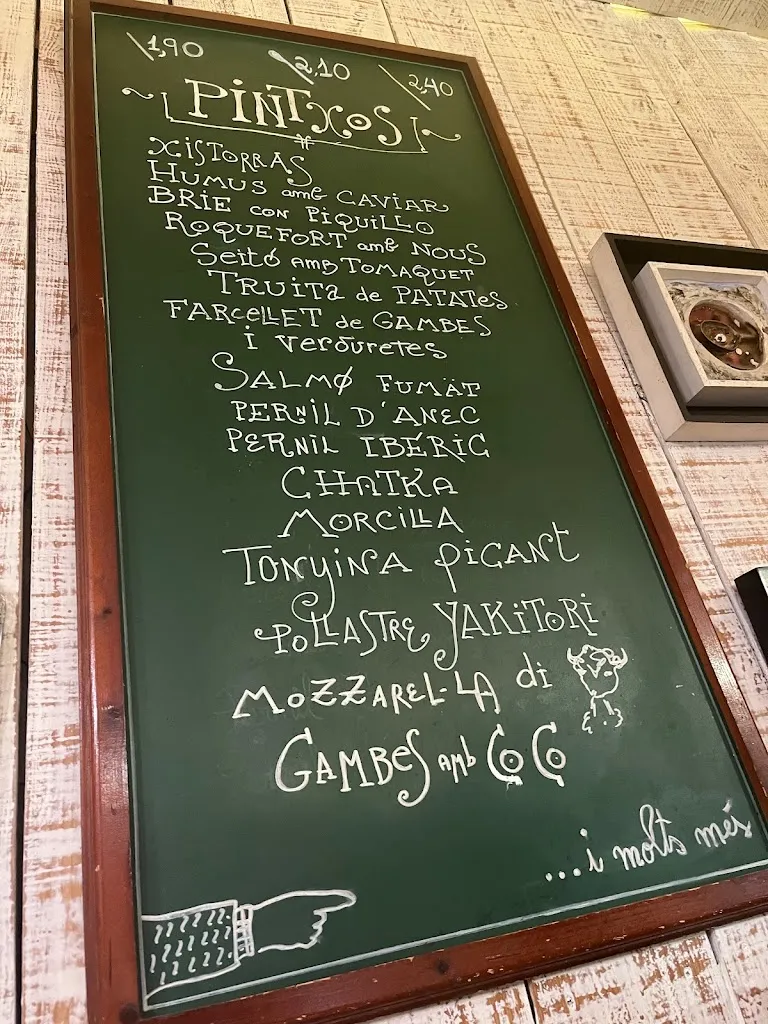 1,90 2,10 2,40
PINTXOS
XISTORRAS
HUMUS amb CAVIAR
BRIE CON PIQUILLO
ROQUEFORT amb NOUS
Seitó AMB TOMAQUET
TRUITA de PATATES
FARCELLET de GAMBES
i verduretes
SALMØ FUMÀT
PERNIL D'ANEC
PERNIL IBERIC
CHATKA
MORCILLA
TONYINA PICANT
POLLASTRE YAKITORI
MOZZAREL·LA di
GAMBES AMB COCO
...i molts més